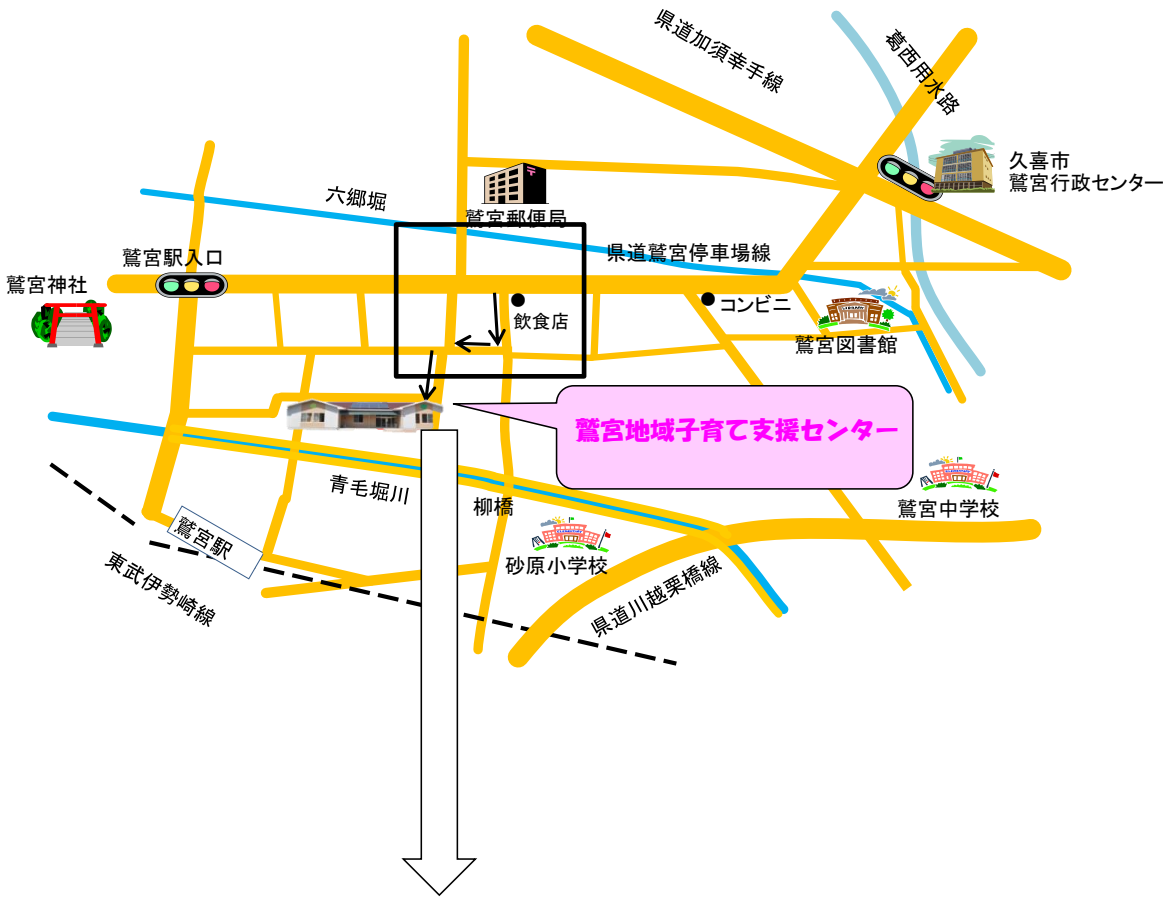 県道加須幸手線
葛西用水路
久喜市
鷲宮行政センター
六郷堀
鷲宮郵便局
鷲宮駅入口
県道鷲宮停車場線
鷲宮神社
飲食店
コンビニ
LIBRARY
鷲宮図書館
鷲宮地域子育て支援センター
青毛堀川
柳橋
鷲宮中学校
鷲宮駅
砂原小学校
東武伊勢崎線
県道川越栗橋線